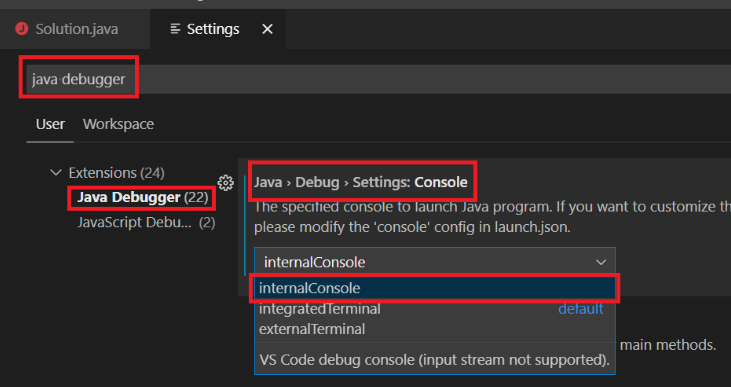 Solution.java
Settings
java debugger
User Workspace
Extensions (24)
Java Debugger (22)
JavaScript Debu... (2)
Java › Debug › Settings: Console
The specified console to launch Java program. If you want to customize
please modify the 'console' config in launch.json.
internalConsole
internalConsole
integratedTerminal default
externalTerminal
main methods.
VS Code debug console (input stream not supported).